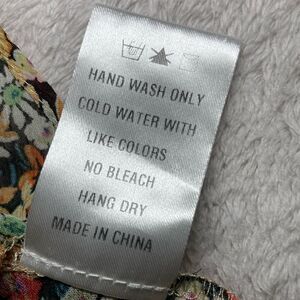 HAND WASH ONLY
COLD WATER WITH
LIKE COLORS
NO BLEACH
HANG DRY
MADE IN CHINA